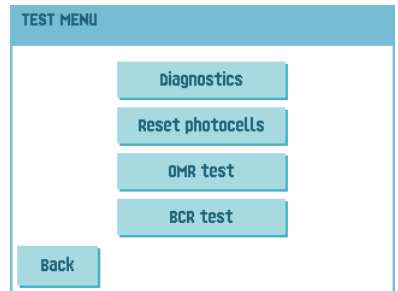 TEST MENU
Diagnostics
Reset photocells
OMR test
BCR test
Back